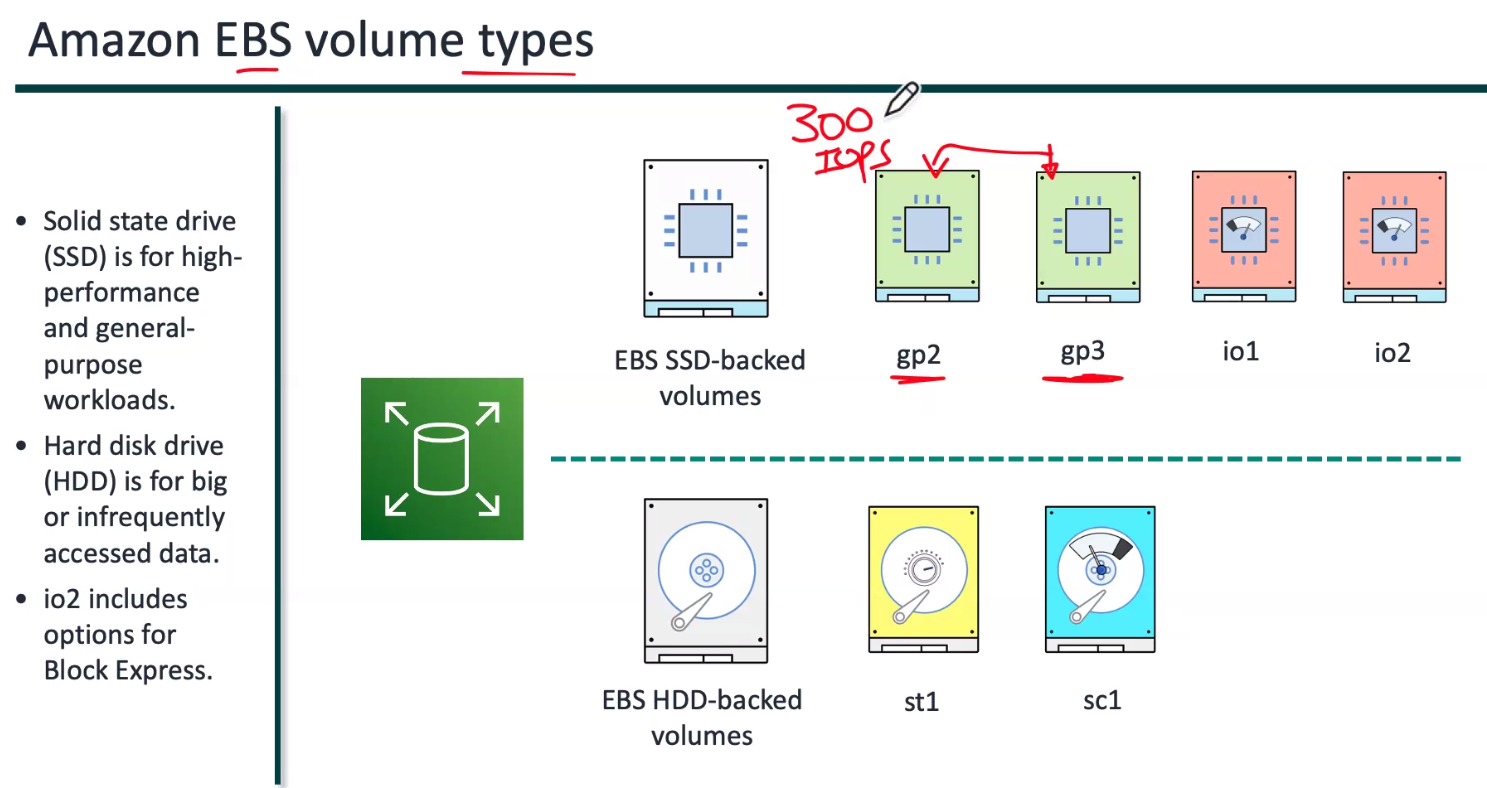 Amazon EBS volume types
• Solid state drive
(SSD) is for high-
performance
and general-
purpose
workloads.
• Hard disk drive
(HDD) is for big
or infrequently
accessed data.
• io2 includes
options for
Block Express.
300
IOPS
EBS SSD-backed
volumes
gp2
gp3
io1
io2
EBS HDD-backed
volumes
st1
sc1